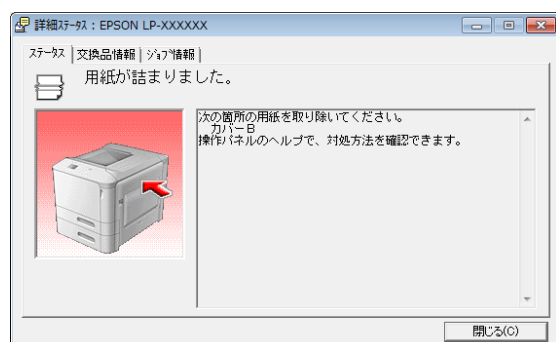 詳細ｽﾃｰﾀｽ : EPSON LP-XXXXXX
ｽﾃｰﾀｽ 交換品情報 ｼﾞｮﾌﾞ情報
用紙が詰まりました。
次の箇所の用紙を取り除いてください。
カバーB
操作パネルのヘルプで、対処方法を確認できます。
閉じる(C)